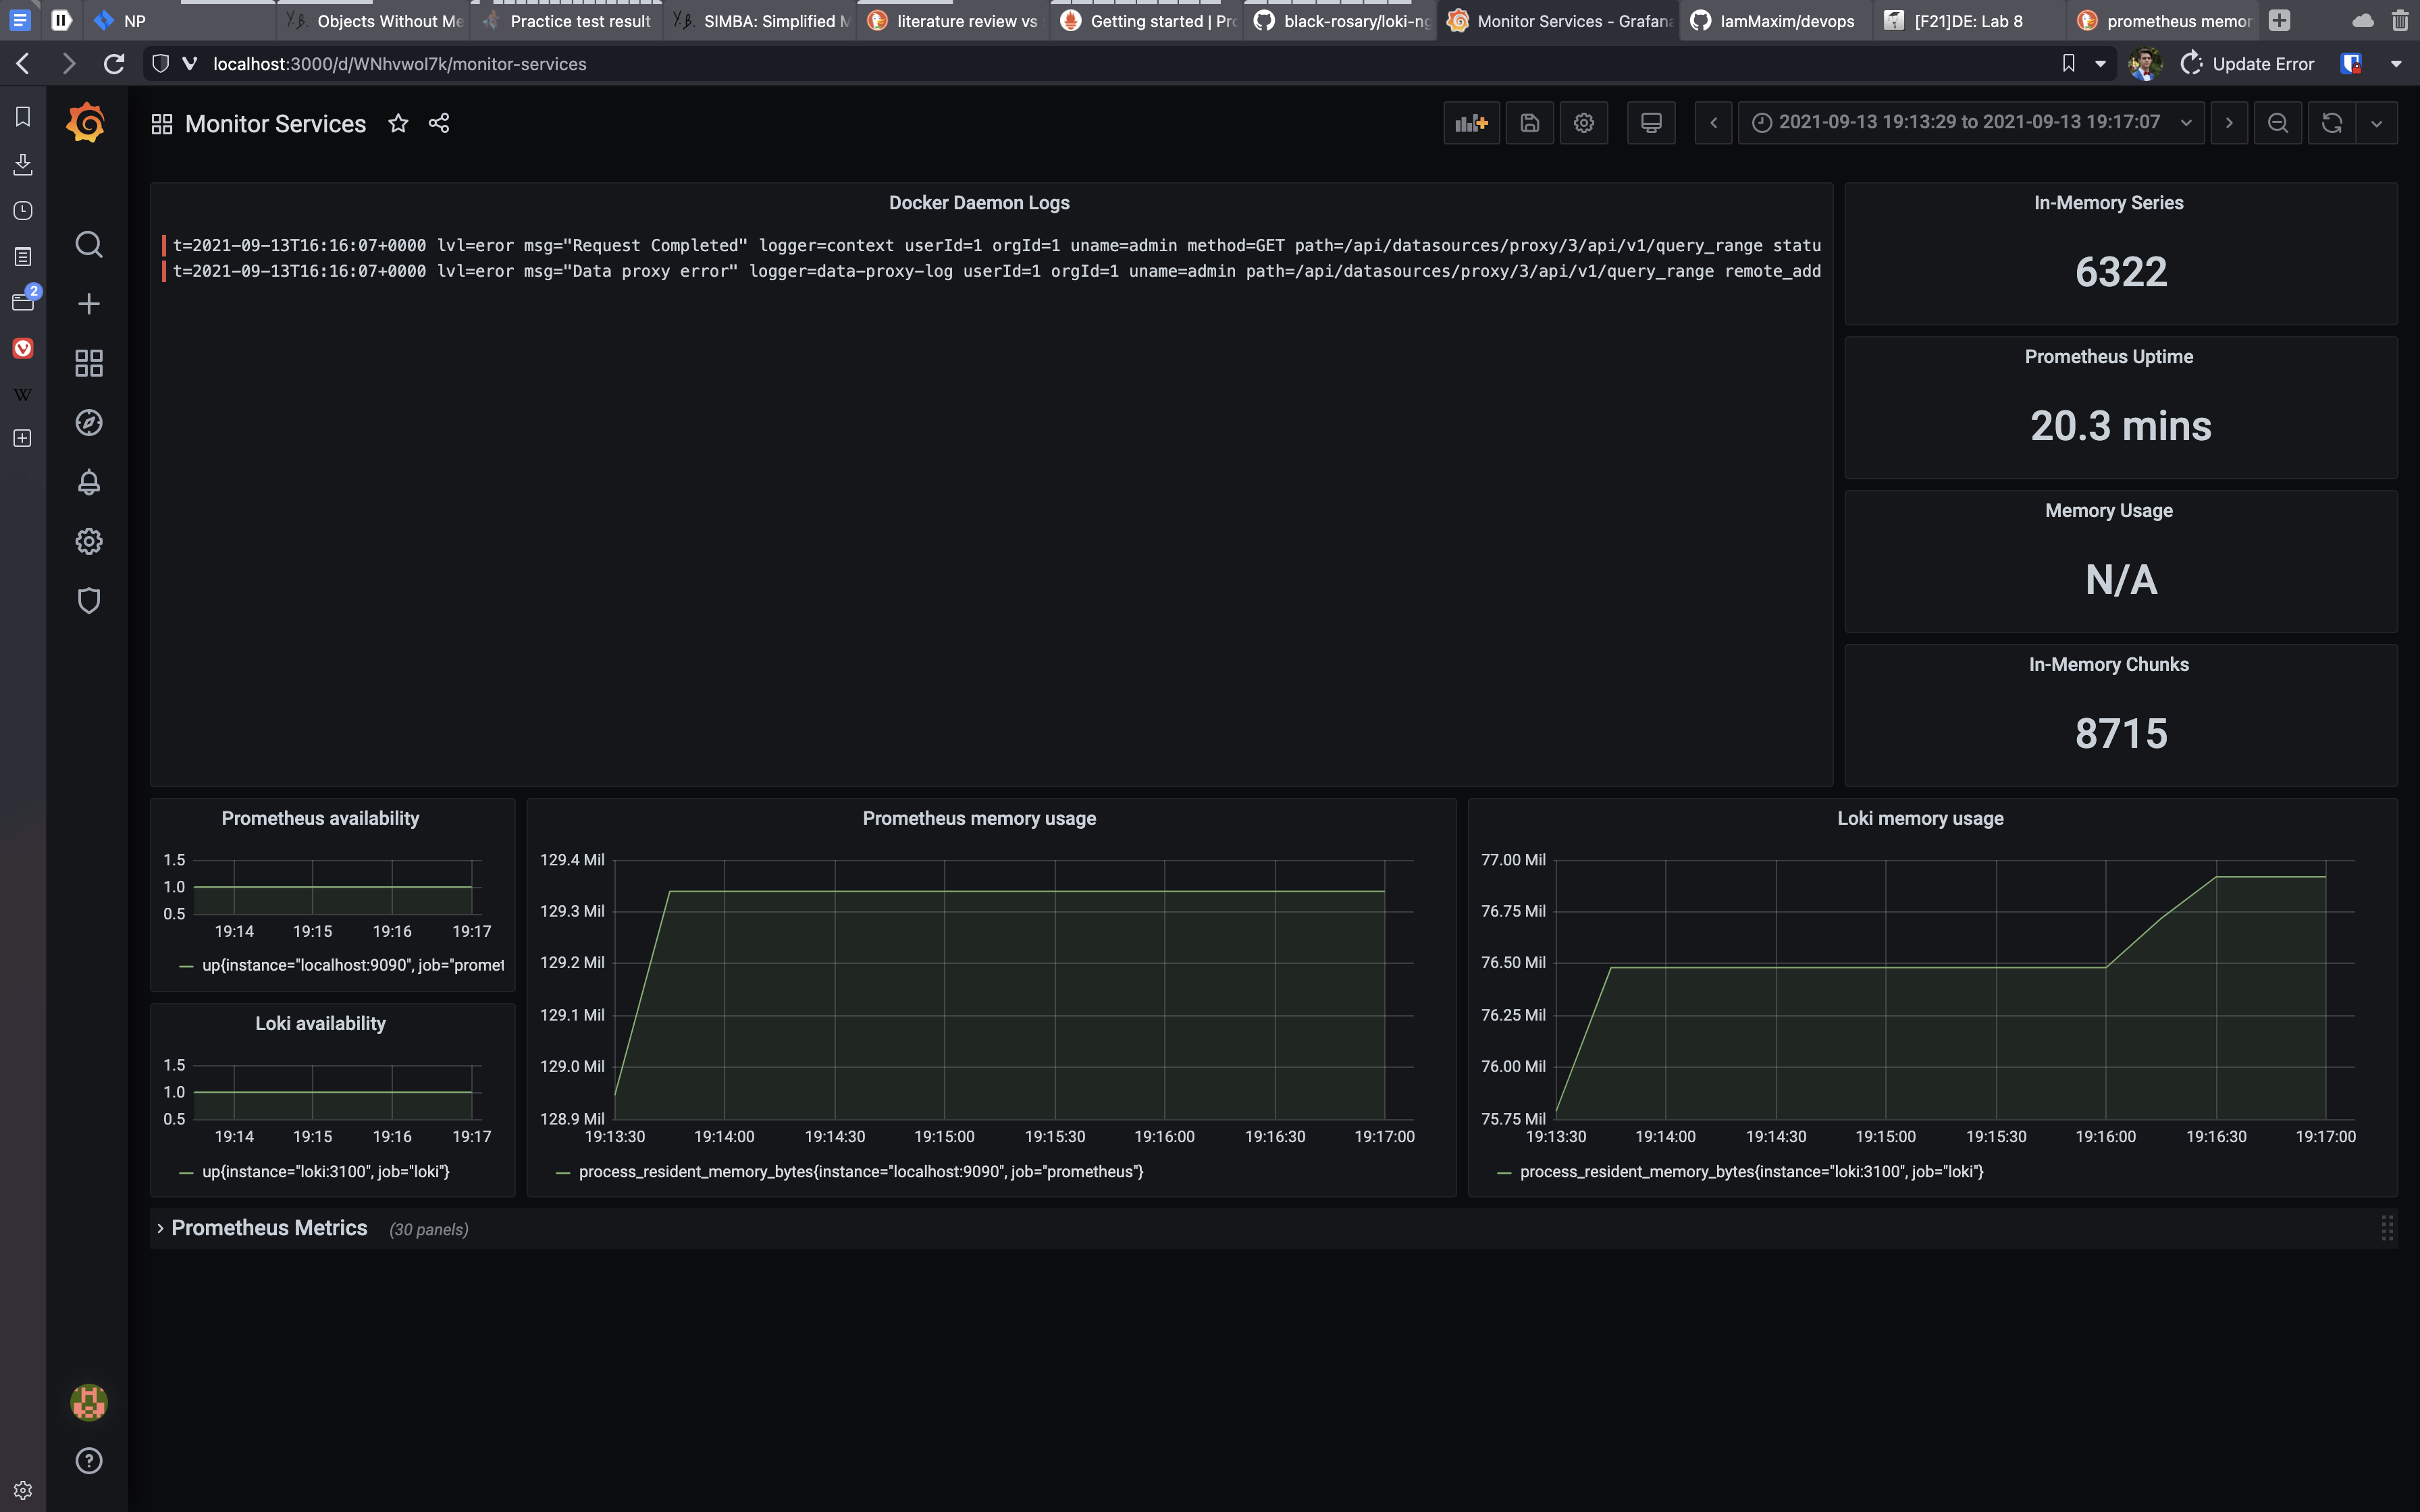 NP
Objects Without Me
Practice test result
SIMBA: Simplified M
literature review vs
Getting started | Pro
black-rosary/loki-ng
Monitor Services - Grafana
IamMaxim/devops
[F21]DE: Lab 8
prometheus memor
localhost:3000/d/WNhvwol7k/monitor-services
Update Error
2
Monitor Services
2021-09-13 19:13:29 to 2021-09-13 19:17:07
Docker Daemon Logs
t=2021-09-13T16:16:07+0000 lvl=eror msg="Request Completed" logger=context userId=1 orgId=1 uname=admin method=GET path=/api/datasources/proxy/3/api/v1/query_range statu
t=2021-09-13T16:16:07+0000 lvl=eror msg="Data proxy error" logger=data-proxy-log userId=1 orgId=1 uname=admin path=/api/datasources/proxy/3/api/v1/query_range remote_add
In-Memory Series
6322
Prometheus Uptime
20.3 mins
Memory Usage
N/A
In-Memory Chunks
8715
Prometheus availability
1.5
1.0
0.5
19:14 19:15 19:16 19:17
up{instance="localhost:9090", job="promet
Loki availability
1.5
1.0
0.5
19:14 19:15 19:16 19:17
up{instance="loki:3100", job="loki"}
Prometheus memory usage
129.4 Mil
129.3 Mil
129.2 Mil
129.1 Mil
129.0 Mil
128.9 Mil
19:13:30 19:14:00 19:14:30 19:15:00 19:15:30 19:16:00 19:16:30 19:17:00
process_resident_memory_bytes{instance="localhost:9090", job="prometheus"}
Loki memory usage
77.00 Mil
76.75 Mil
76.50 Mil
76.25 Mil
76.00 Mil
75.75 Mil
19:13:30 19:14:00 19:14:30 19:15:00 19:15:30 19:16:00 19:16:30 19:17:00
process_resident_memory_bytes{instance="loki:3100", job="loki"}
Prometheus Metrics (30 panels)